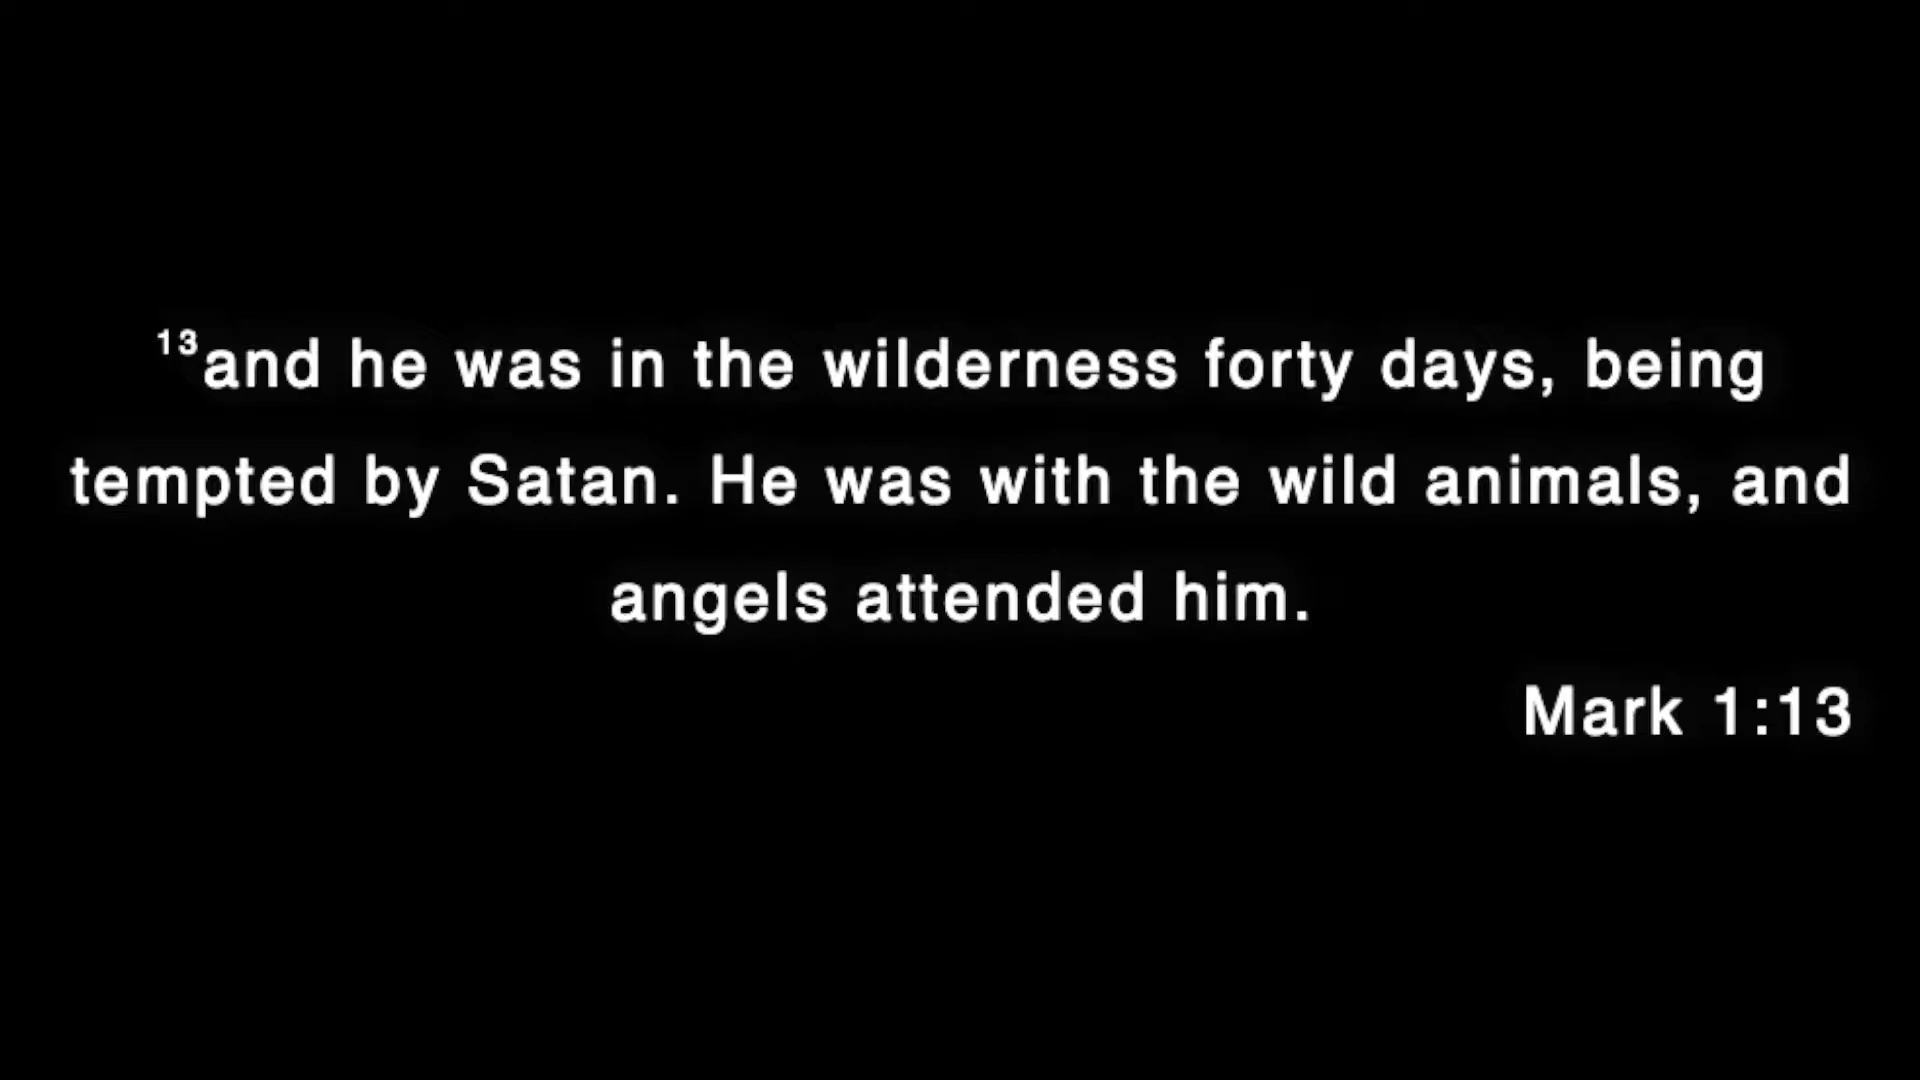 ¹³and he was in the wilderness forty days, being
tempted by Satan. He was with the wild animals, and
angels attended him.
Mark 1:13